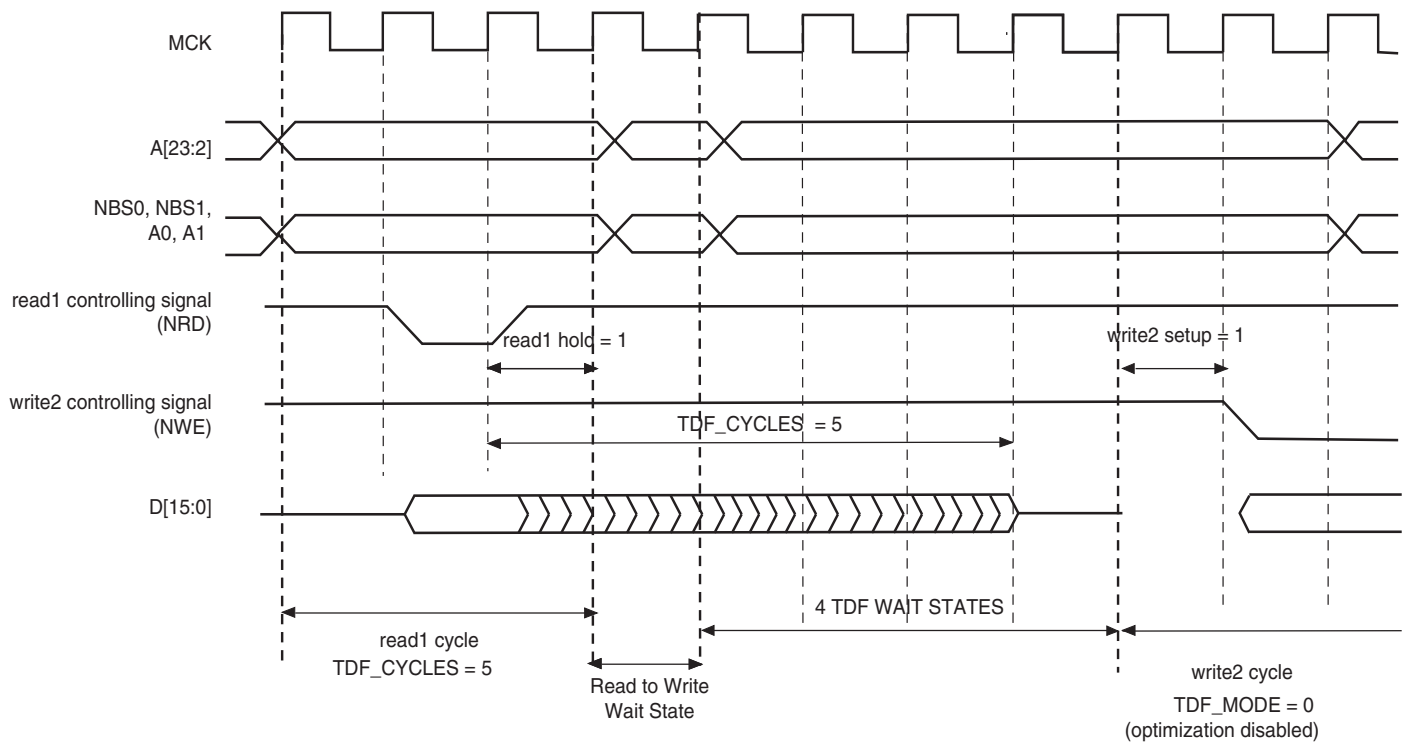 MCK
A[23:2]
NBS0, NBS1,
A0, A1
read1 controlling signal
(NRD)
read1 hold = 1
write2 setup = 1
write2 controlling signal
(NWE)
TDF_CYCLES = 5
D[15:0]
4 TDF WAIT STATES
read1 cycle
TDF_CYCLES = 5
Read to Write
Wait State
write2 cycle
TDF_MODE = 0
(optimization disabled)